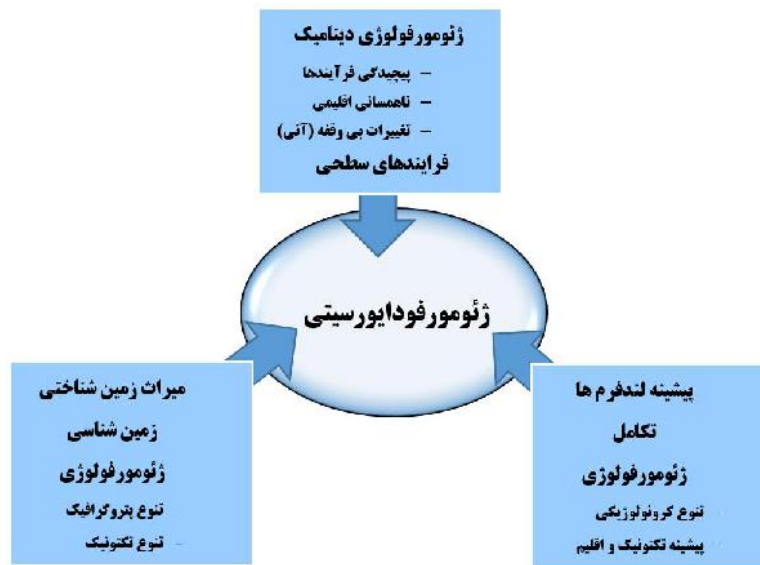 ژئومورفولوژی دینامیک
- پیچیدگی فرآیندها
- ناهمسانی اقلیمی
- تغییرات بی وقفه (آنی)
فرایندهای سطحی
ژئومورفودایورسیتی
پیشینه لندفرم ها
تکامل
ژئومورفولوژی
- تنوع کرونولوژیکی
- پیشینه تکتونیک و اقلیم
میراث زمین شناختی
زمین شناسی
ژئومورفولوژی
تنوع پتروگرافیک
- تنوع تکتونیک